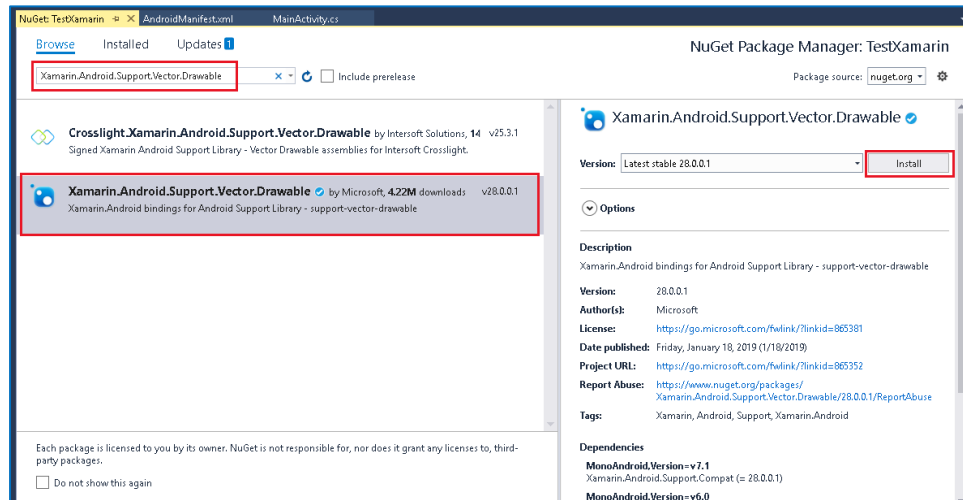 NuGet: TestXamarin
AndroidManifest.xml
MainActivity.cs
Browse
Installed
Updates 1
NuGet Package Manager: TestXamarin
Xamarin.Android.Support.Vector.Drawable
Include prerelease
Package source: nuget.org
Crosslight.Xamarin.Android.Support.Vector.Drawable by Intersoft Solutions, 14 v25.3.1
Signed Xamarin Android Support Library - Vector Drawable assemblies for Intersoft Crosslight.
Xamarin.Android.Support.Vector.Drawable by Microsoft, 4.22M downloads v28.0.0.1
Xamarin.Android bindings for Android Support Library - support-vector-drawable
Each package is licensed to you by its owner. NuGet is not responsible for, nor does it grant any licenses to, third-
party packages.
Do not show this again
Xamarin.Android.Support.Vector.Drawable
Version: Latest stable 28.0.0.1
Install
Options
Description
Xamarin.Android bindings for Android Support Library - support-vector-drawable
Version: 28.0.0.1
Author(s): Microsoft
License: https://go.microsoft.com/fwlink/?linkid=865381
Date published: Friday, January 18, 2019 (1/18/2019)
Project URL: https://go.microsoft.com/fwlink/?linkid=865352
Report Abuse: https://www.nuget.org/packages/
Xamarin.Android.Support.Vector.Drawable/28.0.0.1/ReportAbuse
Tags: Xamarin, Android, Support, Xamarin.Android
Dependencies
MonoAndroid,Version=v7.1
Xamarin.Android.Support.Compat (= 28.0.0.1)
MonoAndroid,Version=v6.0